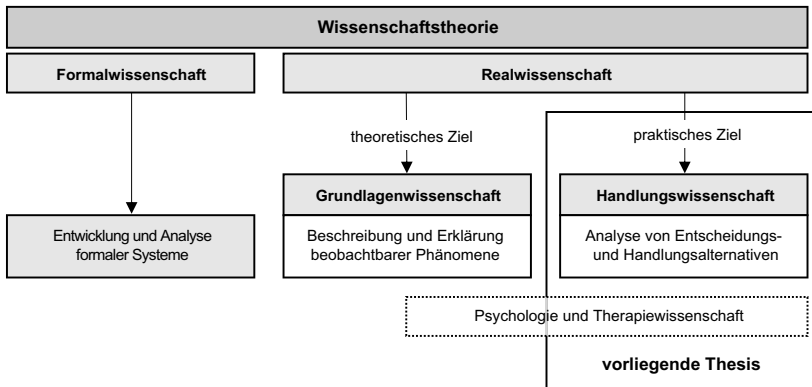 Wissenschaftstheorie
Formalwissenschaft
Realwissenschaft
theoretisches Ziel
praktisches Ziel
Grundlagenwissenschaft
Handlungswissenschaft
Entwicklung und Analyse
formaler Systeme
Beschreibung und Erklärung
beobachtbarer Phänomene
Analyse von Entscheidungs-
und Handlungsalternativen
Psychologie und Therapiewissenschaft
vorliegende Thesis